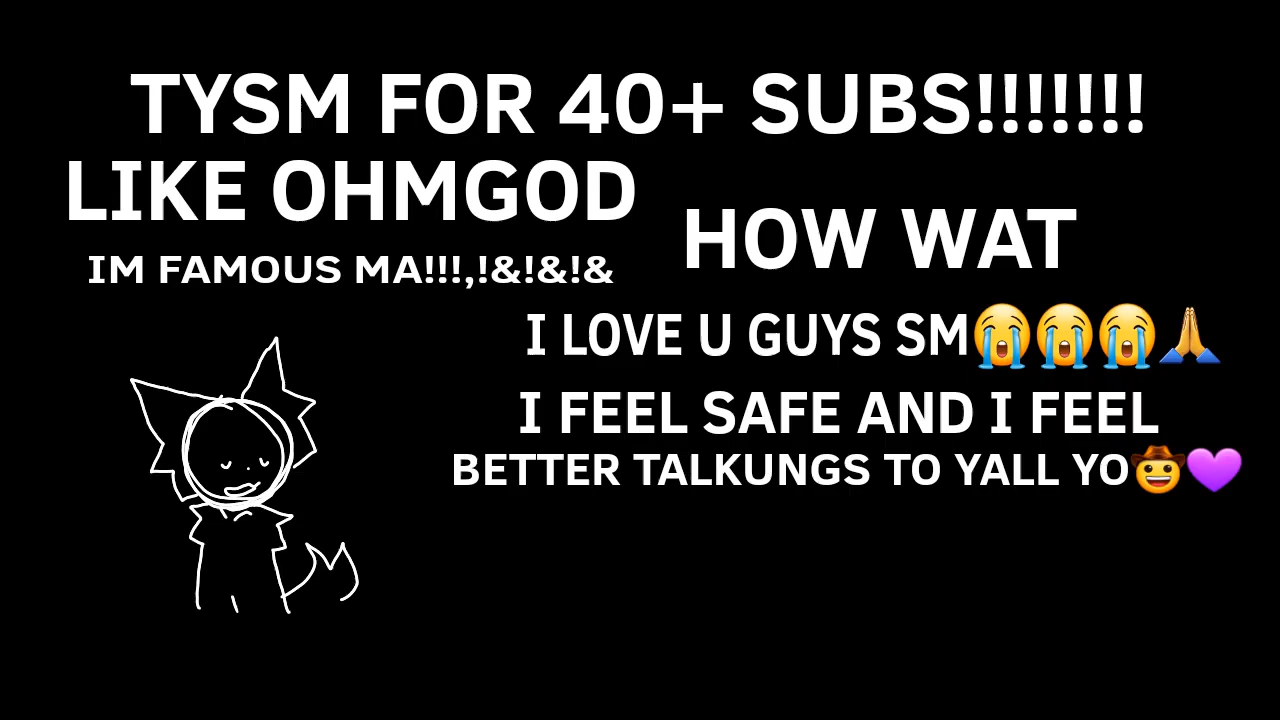 TYSM FOR 40+ SUBS!!!!!!!
LIKE OHMGOD
HOW WAT
IM FAMOUS MA!!!,!&!&!&
I LOVE U GUYS SM😭😭😭🙏
I FEEL SAFE AND I FEEL
BETTER TALKUNGS TO YALL YO🤠💜